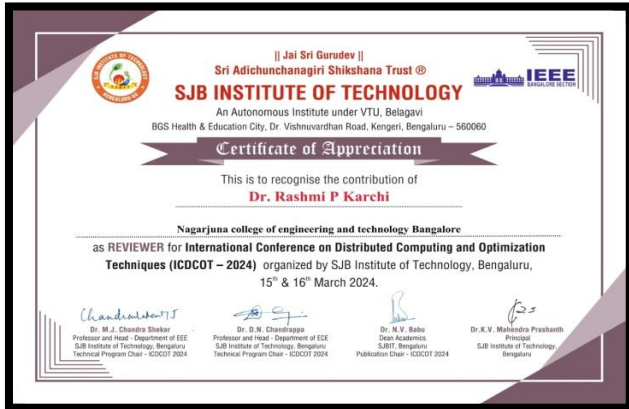 || Jai Sri Gurudev ||
Sri Adichunchanagiri Shikshana Trust ®
SJB INSTITUTE OF TECHNOLOGY
An Autonomous Institute under VTU, Belagavi
BGS Health & Education City, Dr. Vishnuvardhan Road, Kengeri, Bengaluru – 560060
SJB INSTITUTE OF TECHNOLOGY
BENGALURU-60
IEEE
BANGALORE SECTION
Certificate of Appreciation
This is to recognise the contribution of
Dr. Rashmi P Karchi
Nagarjuna college of engineering and technology Bangalore
as REVIEWER for International Conference on Distributed Computing and Optimization
Techniques (ICDCOT – 2024) organized by SJB Institute of Technology, Bengaluru,
15th & 16th March 2024.
Dr. M.J. Chandra Shekar
Professor and Head - Department of EEE
SJB Institute of Technology, Bengaluru
Technical Program Chair - ICDCOT 2024
Dr. D.N. Chandrappa
Professor and Head - Department of ECE
SJB Institute of Technology, Bengaluru
Technical Program Chair - ICDCOT 2024
Dr. N.V. Babu
Dean Academics
SJBIT, Bengaluru
Publication Chair - ICDCOT 2024
Dr.K.V. Mahendra Prashanth
Principal
SJB Institute of Technology,
Bengaluru